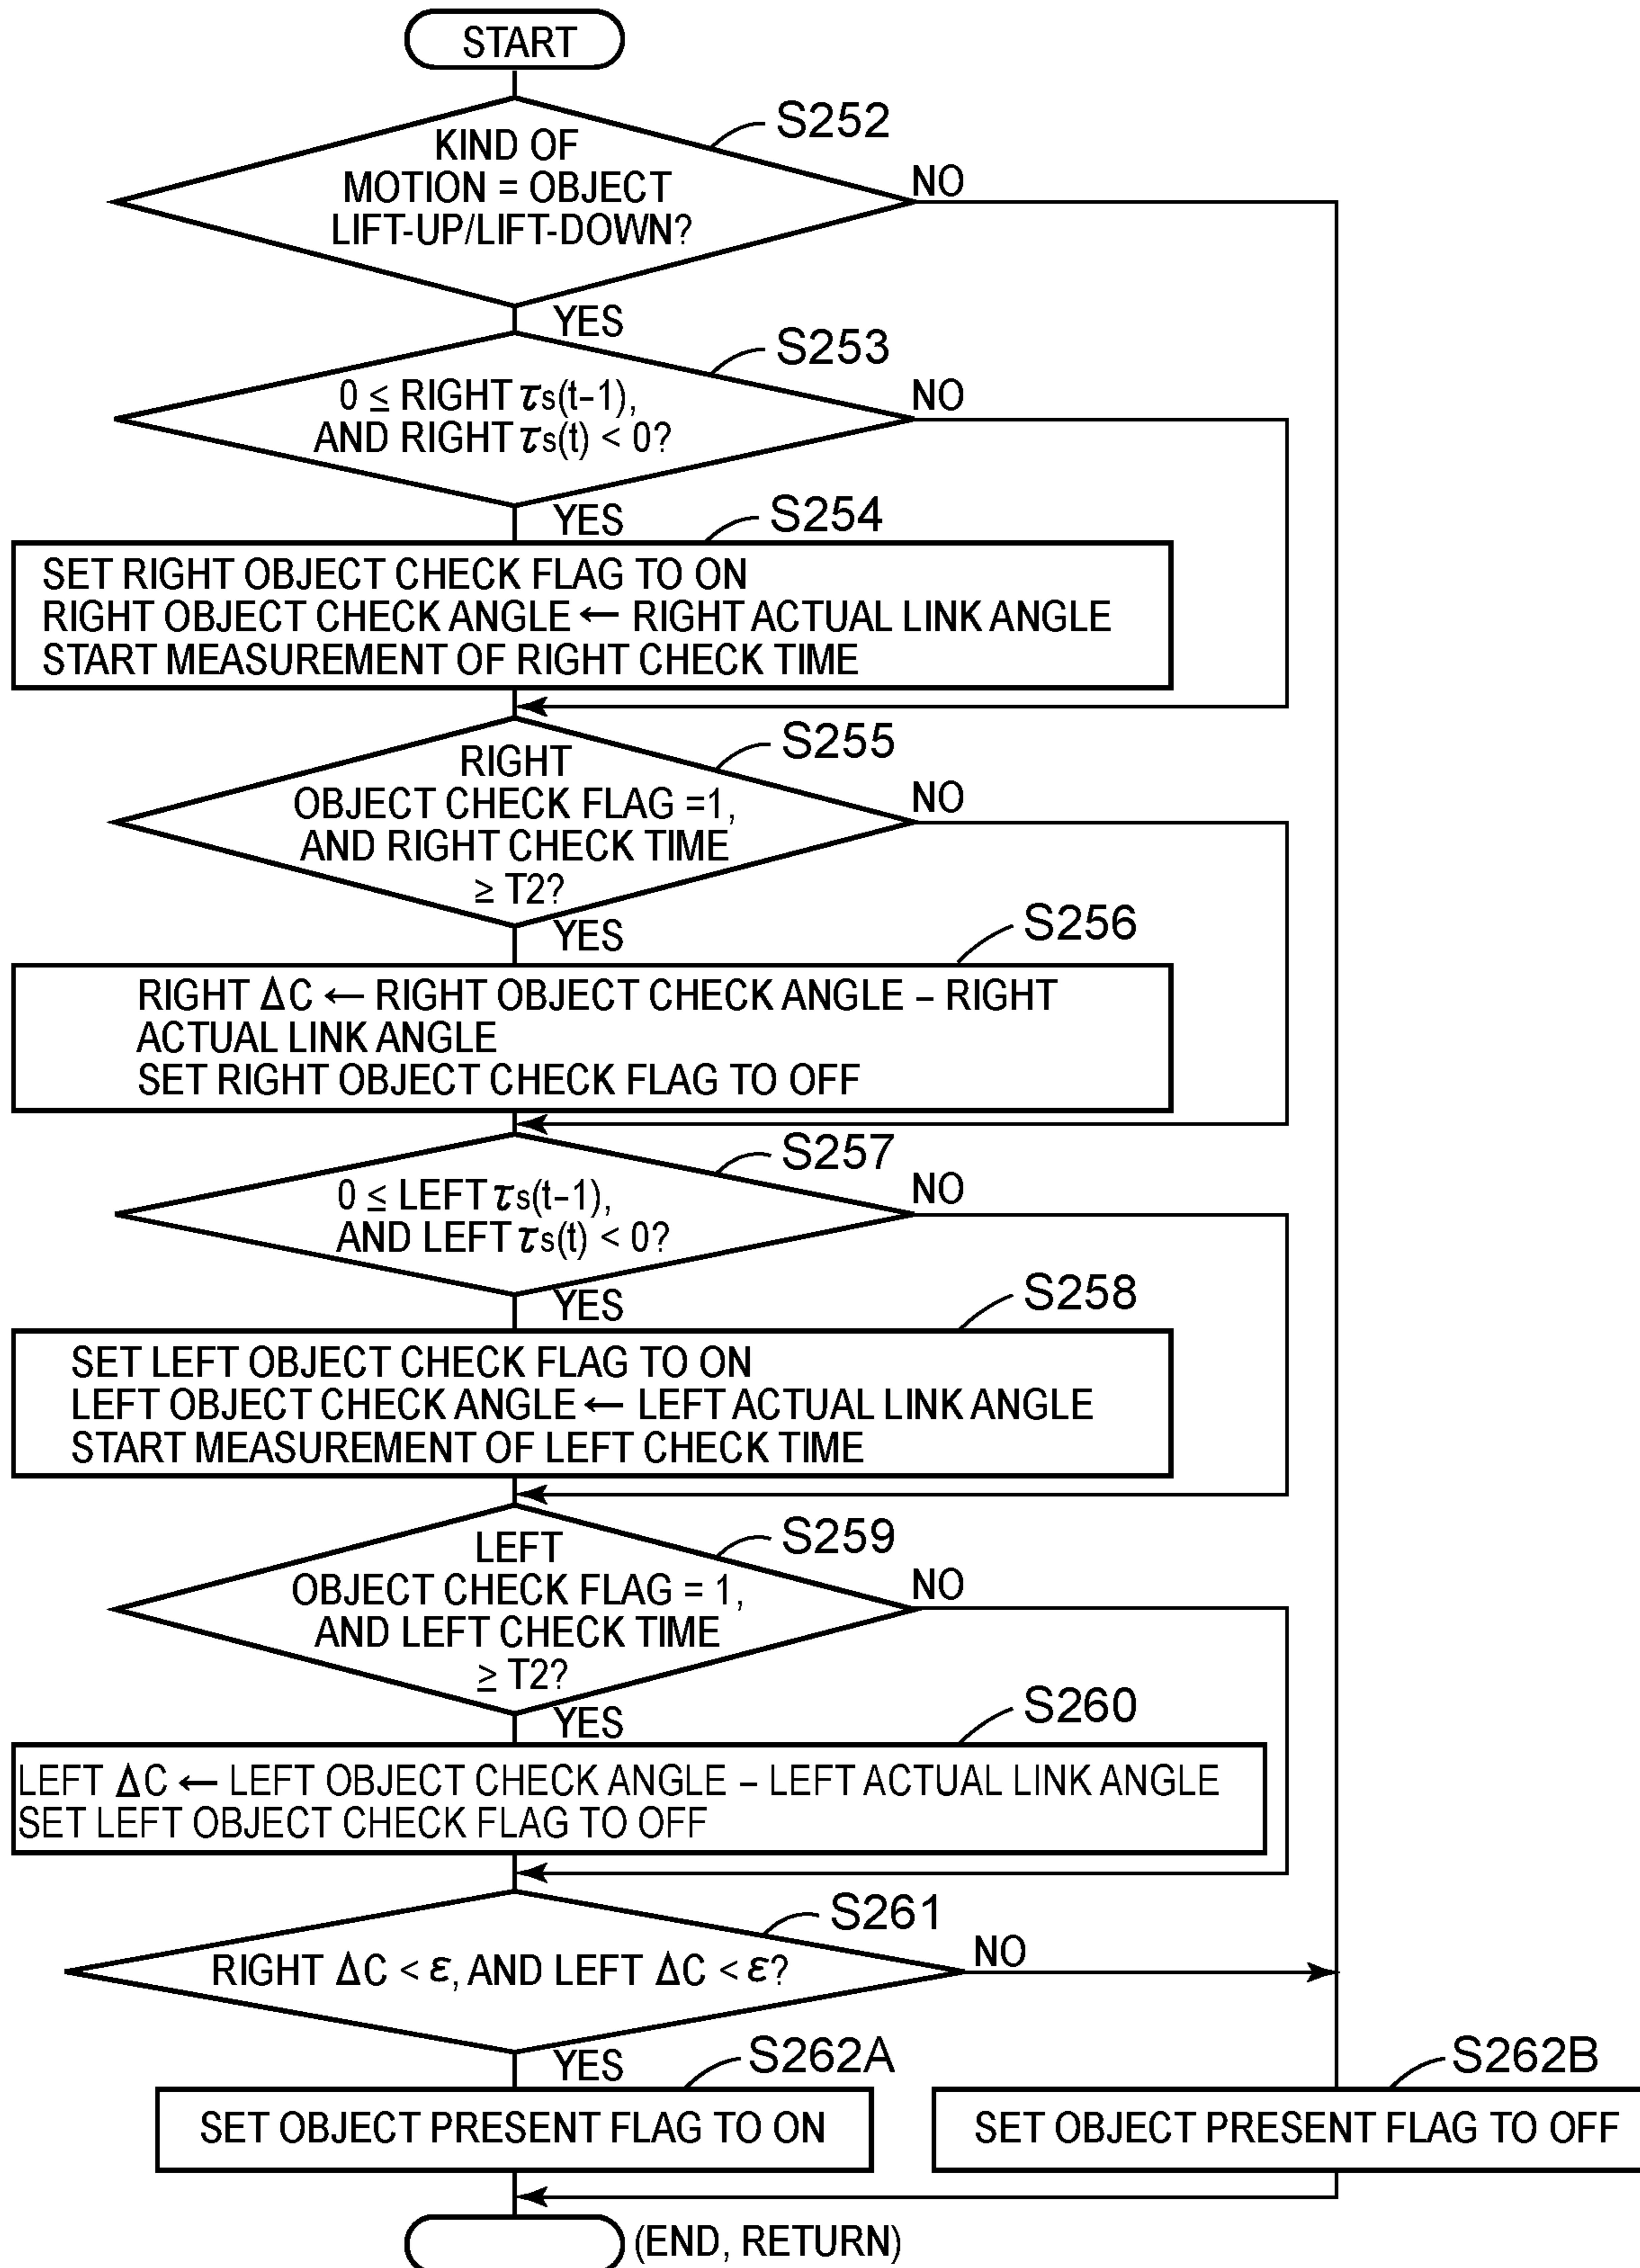 START
S252
KIND OF
MOTION = OBJECT
LIFT-UP/LIFT-DOWN?
NO
YES
S253
0 ≤ RIGHT τs(t−1),
AND RIGHT τs(t) < 0?
NO
YES
S254
SET RIGHT OBJECT CHECK FLAG TO ON
RIGHT OBJECT CHECK ANGLE ← RIGHT ACTUAL LINK ANGLE
START MEASUREMENT OF RIGHT CHECK TIME
S255
RIGHT
OBJECT CHECK FLAG =1,
AND RIGHT CHECK TIME
≥ T2?
NO
YES
S256
RIGHT ΔC ← RIGHT OBJECT CHECK ANGLE – RIGHT
ACTUAL LINK ANGLE
SET RIGHT OBJECT CHECK FLAG TO OFF
S257
0 ≤ LEFT τs(t−1),
AND LEFT τs(t) < 0?
NO
YES
S258
SET LEFT OBJECT CHECK FLAG TO ON
LEFT OBJECT CHECK ANGLE ← LEFT ACTUAL LINK ANGLE
START MEASUREMENT OF LEFT CHECK TIME
S259
LEFT
OBJECT CHECK FLAG = 1,
AND LEFT CHECK TIME
≥ T2?
NO
YES
S260
LEFT ΔC ← LEFT OBJECT CHECK ANGLE – LEFT ACTUAL LINK ANGLE
SET LEFT OBJECT CHECK FLAG TO OFF
S261
RIGHT ΔC < ε, AND LEFT ΔC < ε?
NO
YES
S262A
SET OBJECT PRESENT FLAG TO ON
S262B
SET OBJECT PRESENT FLAG TO OFF
(END, RETURN)